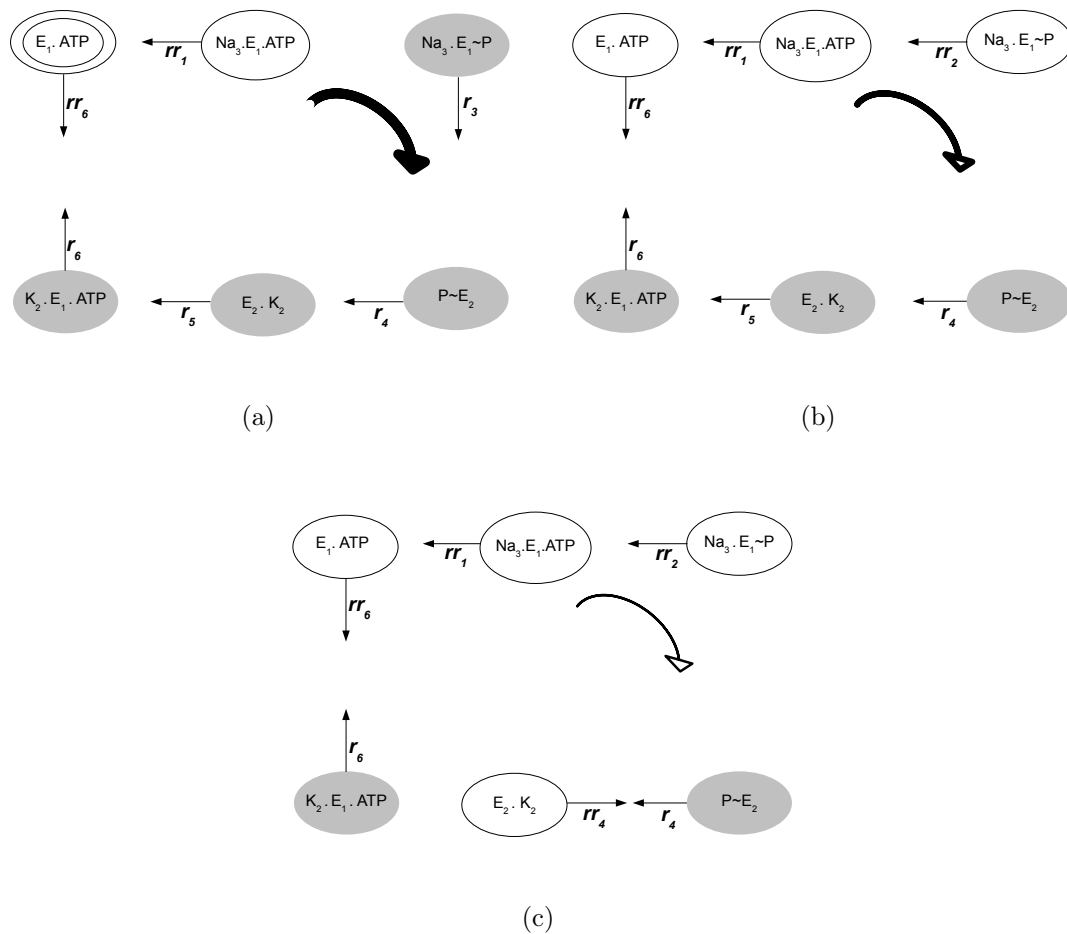 E₁. ATP rr₁ Na₃.E₁.ATP Na₃.E₁~P
rr₆ r₃
r₆
K₂.E₁.ATP r₅ E₂.K₂ r₄ P~E₂
(a)
E₁. ATP rr₁ Na₃.E₁.ATP rr₂ Na₃.E₁~P
rr₆
r₆
K₂.E₁.ATP r₅ E₂.K₂ r₄ P~E₂
(b)
E₁. ATP rr₁ Na₃.E₁.ATP rr₂ Na₃.E₁~P
rr₆
r₆
K₂.E₁.ATP E₂.K₂ rr₄ r₄ P~E₂
(c)